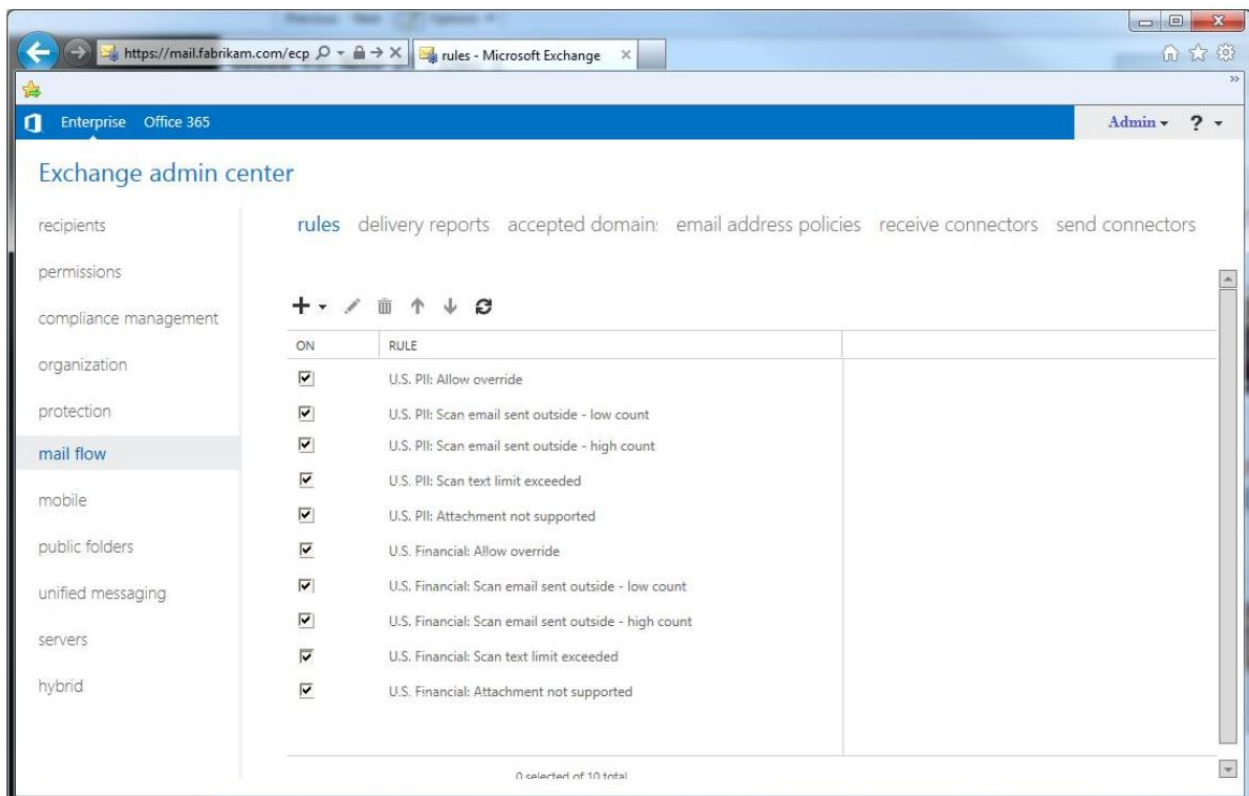 https://mail.fabrikam.com/ecp
rules - Microsoft Exchange
Enterprise Office 365 Admin ?
Exchange admin center
rules delivery reports accepted domain: email address policies receive connectors send connectors
recipients
permissions
compliance management
organization
protection
mail flow
mobile
public folders
unified messaging
servers
hybrid
ON RULE
U.S. PII: Allow override
U.S. PII: Scan email sent outside - low count
U.S. PII: Scan email sent outside - high count
U.S. PII: Scan text limit exceeded
U.S. PII: Attachment not supported
U.S. Financial: Allow override
U.S. Financial: Scan email sent outside - low count
U.S. Financial: Scan email sent outside - high count
U.S. Financial: Scan text limit exceeded
U.S. Financial: Attachment not supported
0 selected of 10 total